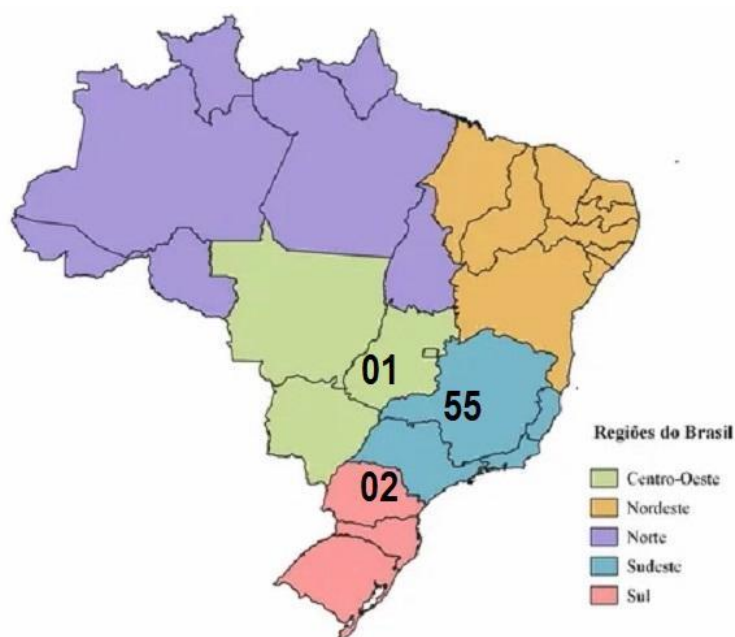 01
55
02
Regiões do Brasil
Centro-Oeste
Nordeste
Norte
Sudeste
Sul